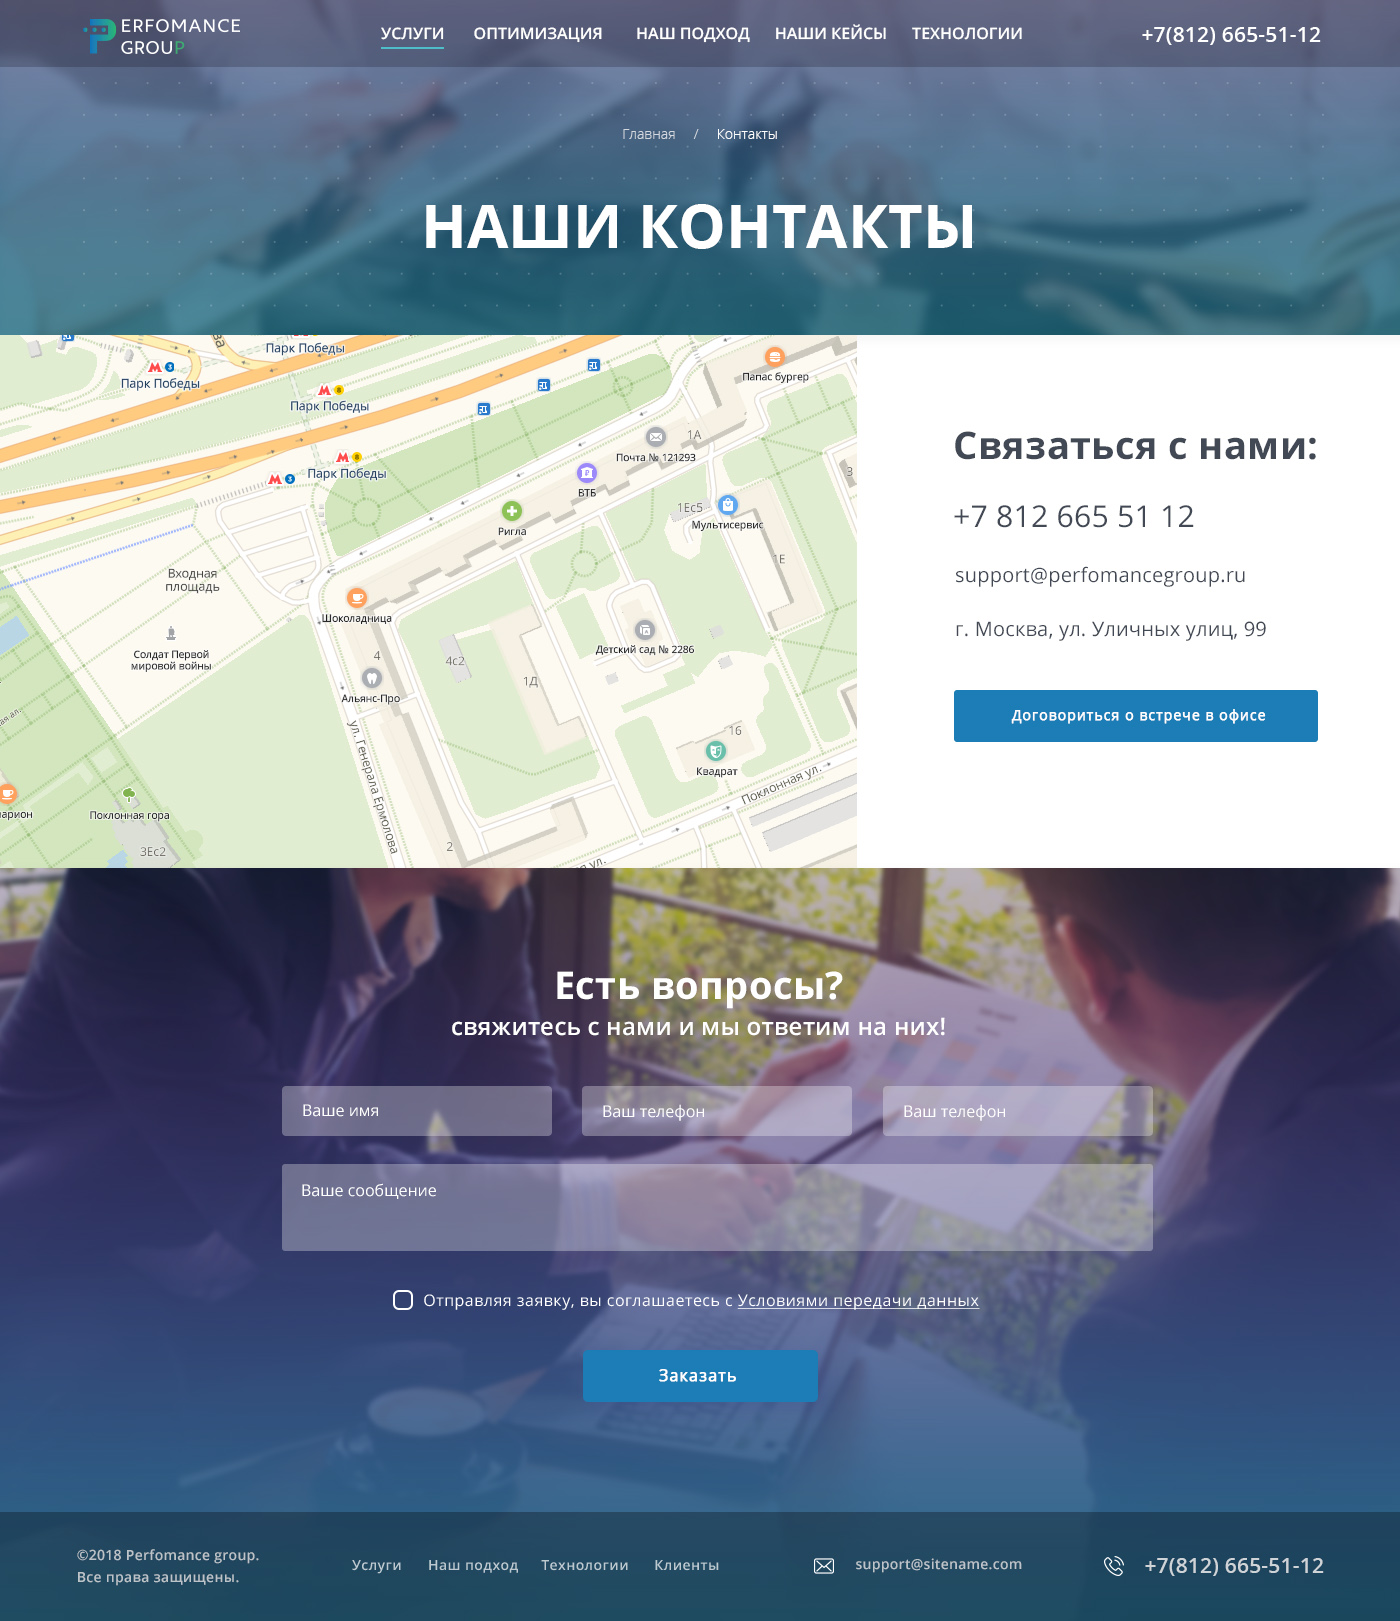 PERFOMANCE
GROUP
УСЛУГИ
ОПТИМИЗАЦИЯ
НАШ ПОДХОД
НАШИ КЕЙСЫ
ТЕХНОЛОГИИ
+7(812) 665-51-12
Главная / Контакты
НАШИ КОНТАКТЫ
Парк Победы
Парк Победы
Парк Победы
Парк Победы
Папас бургер
1А
Почта № 121293
3
ВТБ
1Ес5
Мультисервис
Ригла
1Е
Входная
площадь
Шоколадница
Солдат Первой
мировой войны
Детский сад № 2286
4
4с2
1Д
Альянс-Про
16
Квадрат
ул. Генерала Ермолова
Поклонная ул.
Поклонная гора
3Ес2
2
ул.
Связаться с нами:
+7 812 665 51 12
support@perfomancegroup.ru
г. Москва, ул. Уличных улиц, 99
Договориться о встрече в офисе
Есть вопросы?
свяжитесь с нами и мы ответим на них!
Ваше имя
Ваш телефон
Ваш телефон
Ваше сообщение
Отправляя заявку, вы соглашаетесь с Условиями передачи данных
Заказать
©2018 Perfomance group.
Все права защищены.
Услуги
Наш подход
Технологии
Клиенты
support@sitename.com
+7(812) 665-51-12